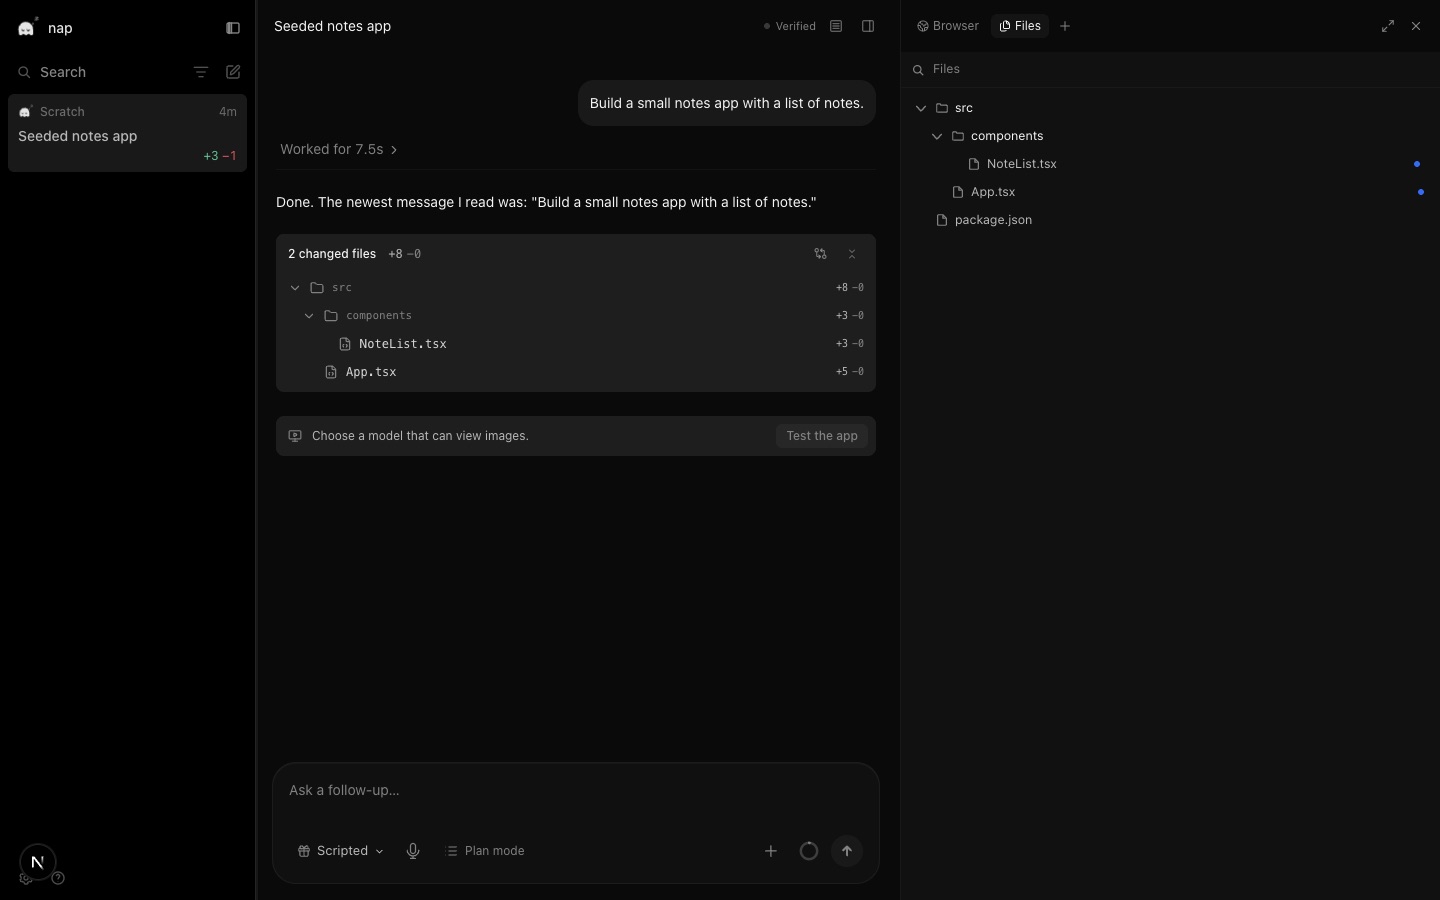 nap
Search
Scratch 4m
Seeded notes app
+3 −1
N
Seeded notes app
Verified
Build a small notes app with a list of notes.
Worked for 7.5s
Done. The newest message I read was: "Build a small notes app with a list of notes."
2 changed files +8 −0
src +8 −0
components +3 −0
NoteList.tsx +3 −0
App.tsx +5 −0
Choose a model that can view images. Test the app
Ask a follow-up...
Scripted Plan mode
Browser Files
Files
src
components
NoteList.tsx
App.tsx
package.json